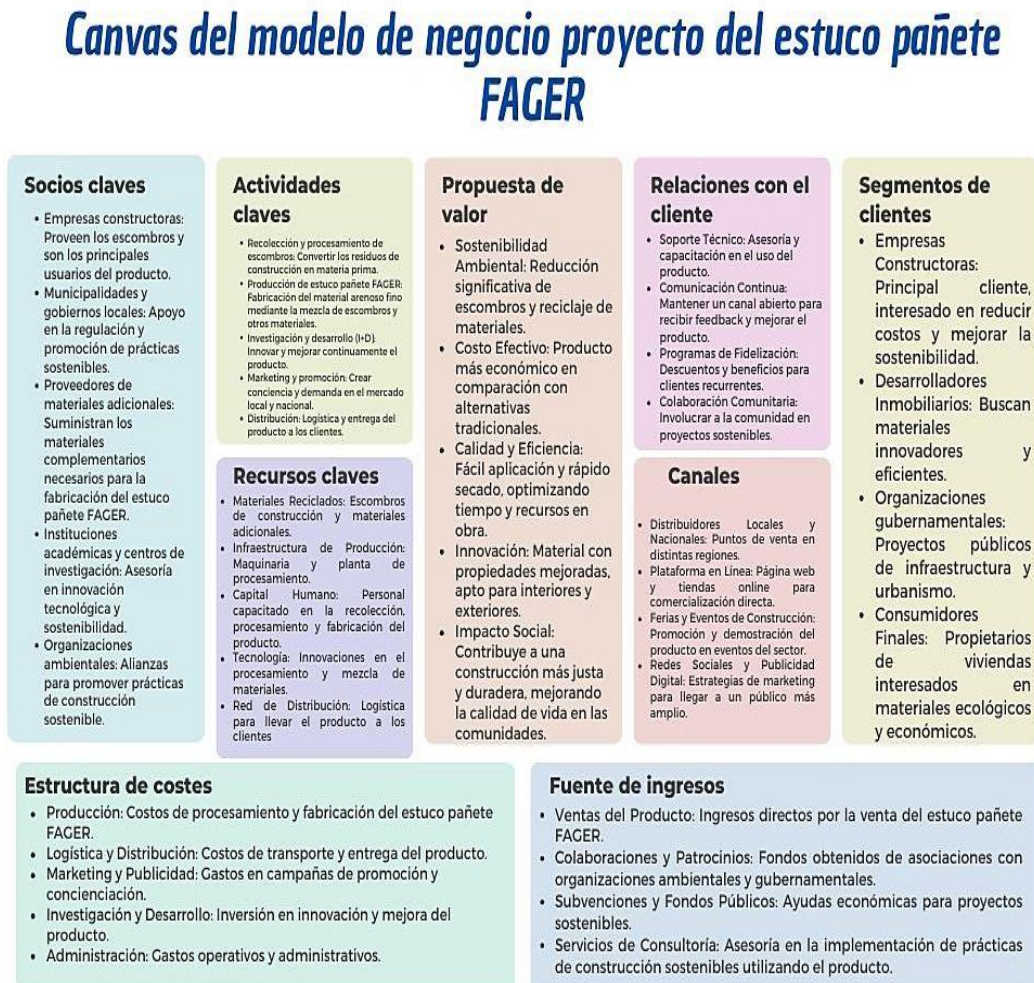 Canvas del modelo de negocio proyecto del estuco pañete
FAGER
Socios claves
• Empresas constructoras:
Proveen los escombros y
son los principales
usuarios del producto.
• Municipalidades y
gobiernos locales: Apoyo
en la regulación y
promoción de prácticas
sostenibles.
• Proveedores de
materiales adicionales:
Suministran los
materiales
complementarios
necesarios para la
fabricación del estuco
pañete FAGER.
• Instituciones
académicas y centros de
investigación: Asesoría
en innovación
tecnológica y
sostenibilidad.
• Organizaciones
ambientales: Alianzas
para promover prácticas
de construcción
sostenible.
Actividades
claves
• Recolección y procesamiento de
escombros: Convertir los residuos
de construcción en materia prima.
• Producción de estuco pañete FAGER:
Fabricación del material arenoso fino
mediante la mezcla de escombros y
otros materiales.
• Investigación y desarrollo (I+D):
Innovar y mejorar continuamente el
producto.
• Marketing y promoción: Crear
conciencia y demanda en el mercado
local y nacional.
• Distribución: Logística y entrega del
producto a los clientes.
Recursos claves
• Materiales Reciclados: Escombros
de construcción y materiales
adicionales.
• Infraestructura de Producción:
Maquinaria y planta de
procesamiento.
• Capital Humano: Personal
capacitado en la recolección,
procesamiento y fabricación del
producto.
• Tecnología: Innovaciones en el
procesamiento y mezcla de
materiales.
• Red de Distribución: Logística
para llevar el producto a los
clientes
Propuesta de
valor
• Sostenibilidad
Ambiental: Reducción
significativa de
escombros y reciclaje de
materiales.
• Costo Efectivo: Producto
más económico en
comparación con
alternativas
tradicionales.
• Calidad y Eficiencia:
Fácil aplicación y rápido
secado, optimizando
tiempo y recursos en
obra.
• Innovación: Material con
propiedades mejoradas,
apto para interiores y
exteriores.
• Impacto Social:
Contribuye a una
construcción más justa
y duradera, mejorando
la calidad de vida en las
comunidades.
Relaciones con el
cliente
• Soporte Técnico: Asesoría y
capacitación en el uso del
producto.
• Comunicación Continua:
Mantener un canal abierto para
recibir feedback y mejorar el
producto.
• Programas de Fidelización:
Descuentos y beneficios para
clientes recurrentes.
• Colaboración Comunitaria:
Involucrar a la comunidad en
proyectos sostenibles.
Canales
• Distribuidores Locales y
Nacionales: Puntos de venta en
distintas regiones.
• Plataforma en Línea: Página web
y tiendas online para
comercialización directa.
• Ferias y Eventos de Construcción:
Promoción y demostración del
producto en eventos del sector.
• Redes Sociales y Publicidad
Digital: Estrategias de marketing
para llegar a un público más
amplio.
Segmentos de
clientes
• Empresas
Constructoras:
Principal cliente,
interesado en reducir
costos y mejorar la
sostenibilidad.
• Desarrolladores
Inmobiliarios: Buscan
materiales
innovadores y
eficientes.
• Organizaciones
gubernamentales:
Proyectos públicos
de infraestructura y
urbanismo.
• Consumidores
Finales: Propietarios
de viviendas
interesados en
materiales ecológicos
y económicos.
Estructura de costes
• Producción: Costos de procesamiento y fabricación del estuco pañete
FAGER.
• Logística y Distribución: Costos de transporte y entrega del producto.
• Marketing y Publicidad: Gastos en campañas de promoción y
concienciación.
• Investigación y Desarrollo: Inversión en innovación y mejora del
producto.
• Administración: Gastos operativos y administrativos.
Fuente de ingresos
• Ventas del Producto: Ingresos directos por la venta del estuco pañete
FAGER.
• Colaboraciones y Patrocinios: Fondos obtenidos de asociaciones con
organizaciones ambientales y gubernamentales.
• Subvenciones y Fondos Públicos: Ayudas económicas para proyectos
sostenibles.
• Servicios de Consultoría: Asesoría en la implementación de prácticas
de construcción sostenibles utilizando el producto.